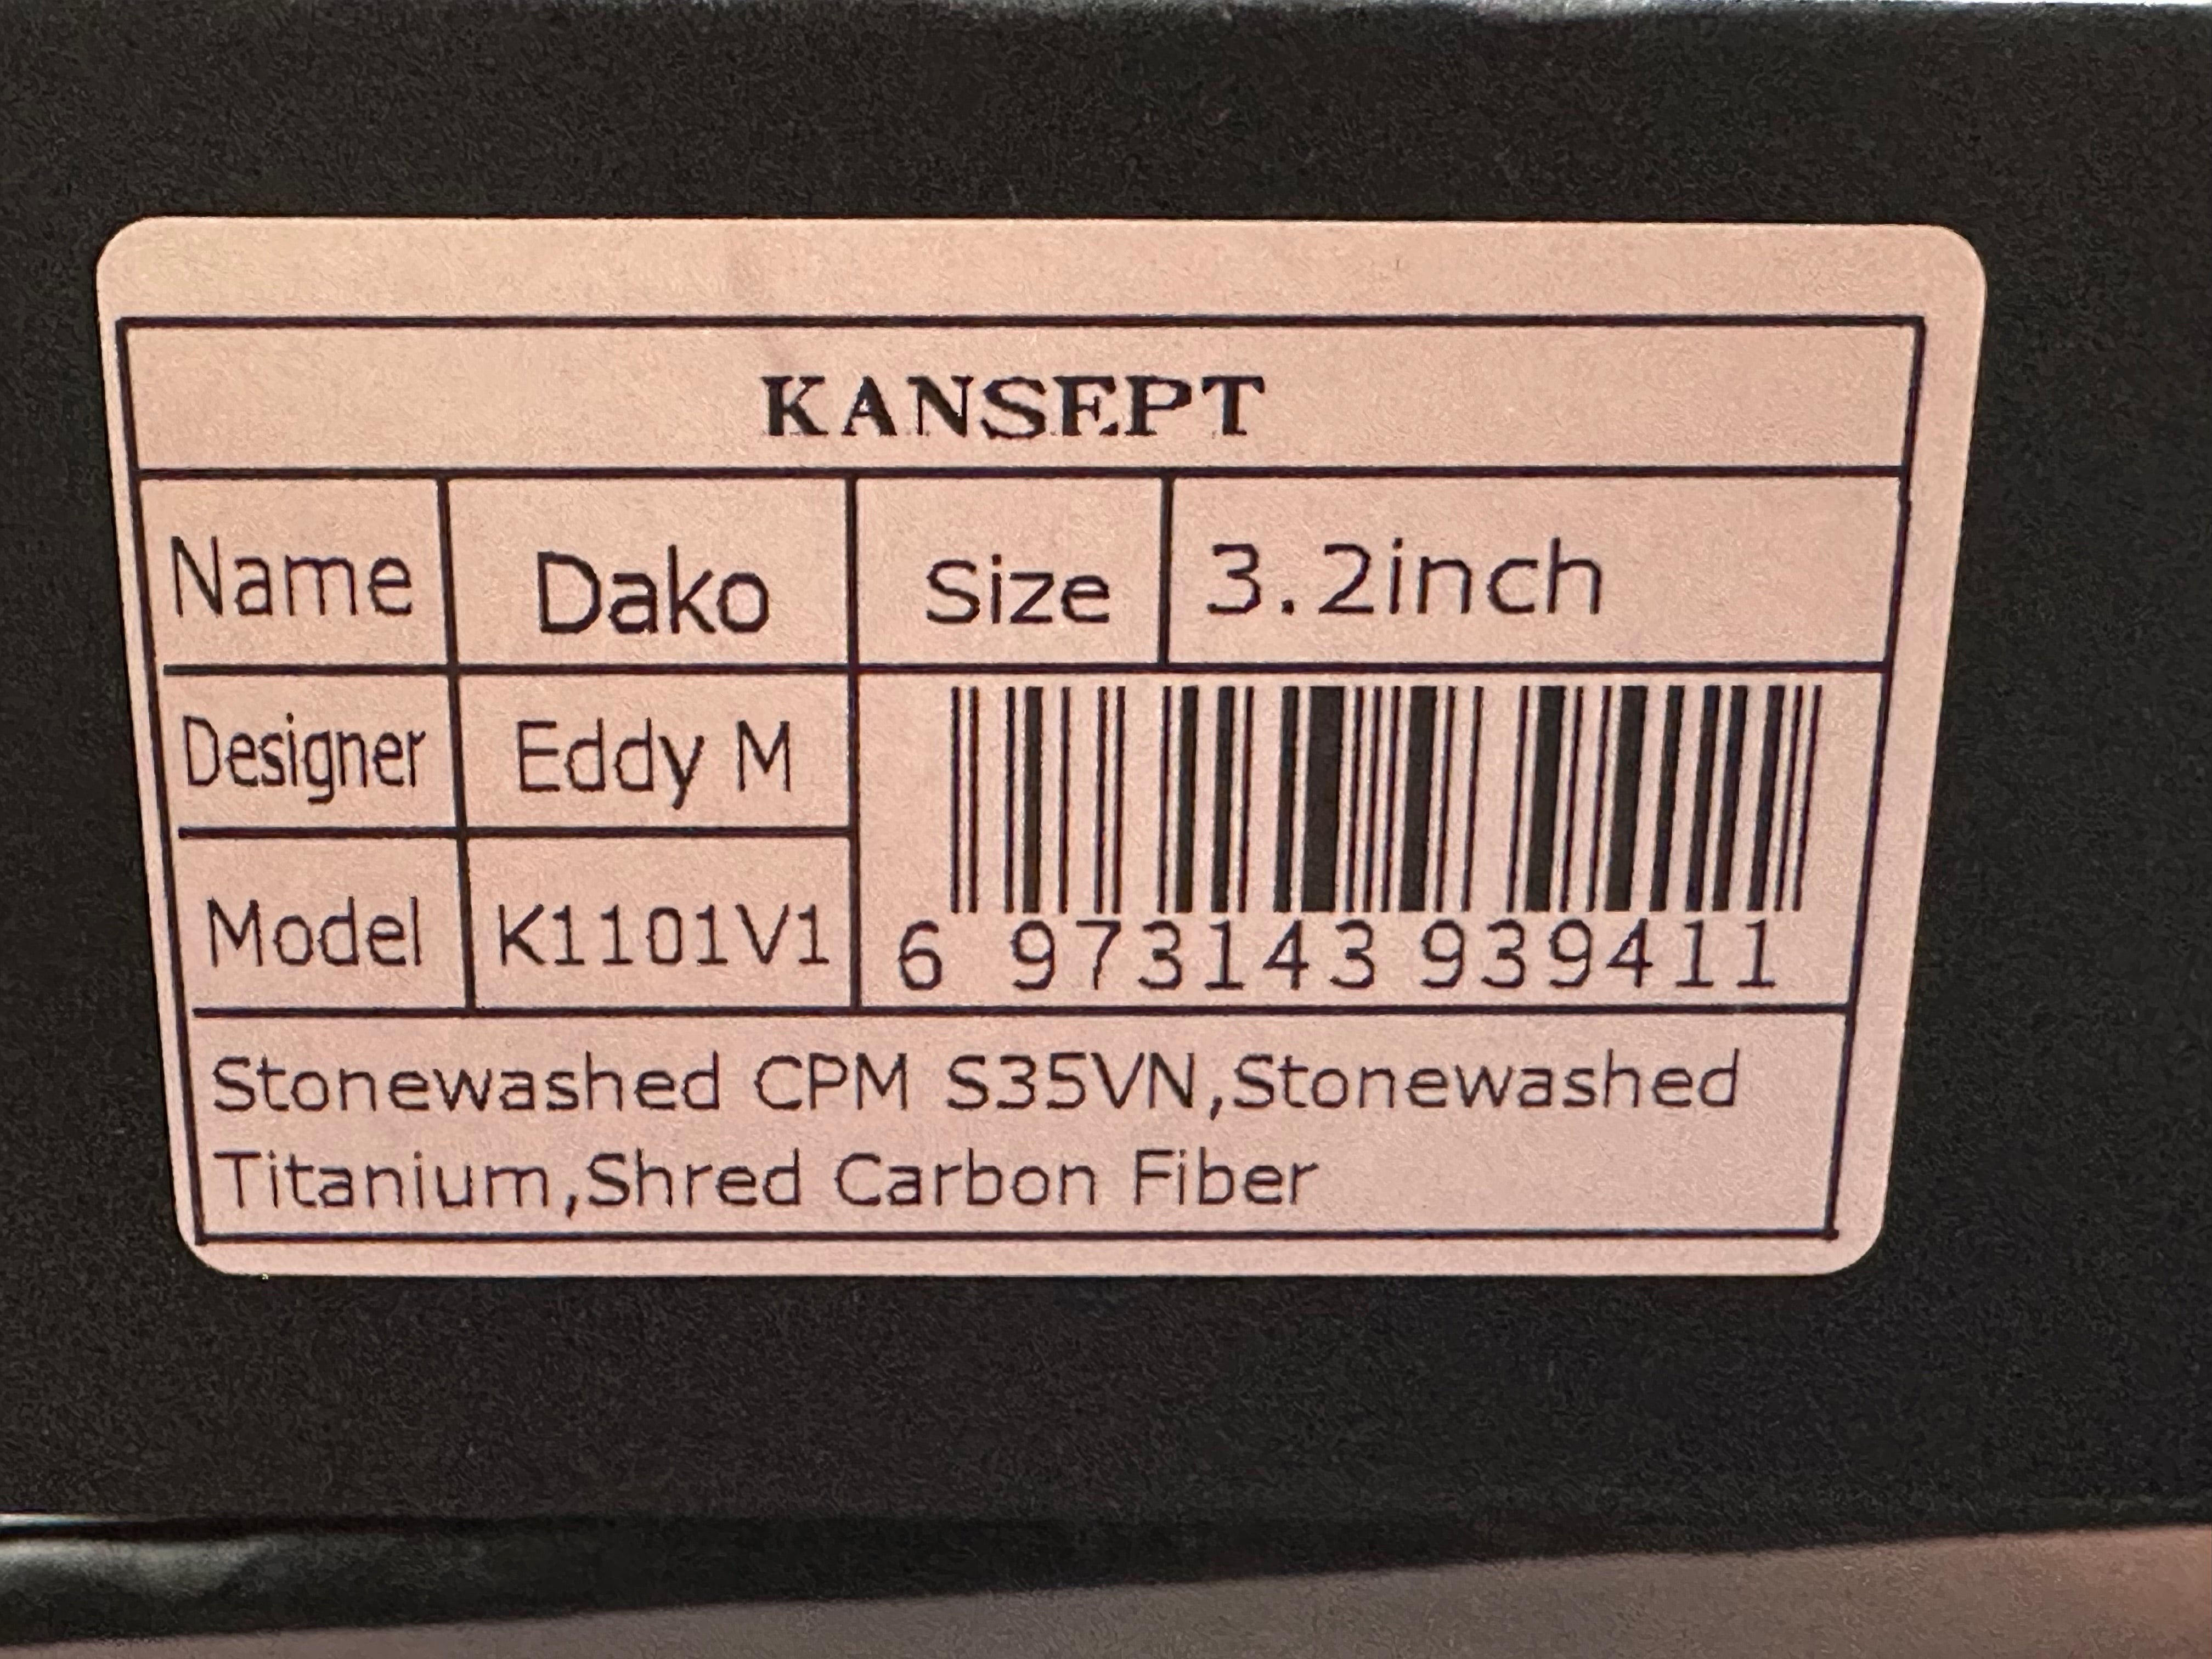 KANSEPT
Name Dako Size 3.2inch
Designer Eddy M
Model K1101V1 6 973143 939411
Stonewashed CPM S35VN,Stonewashed
Titanium,Shred Carbon Fiber